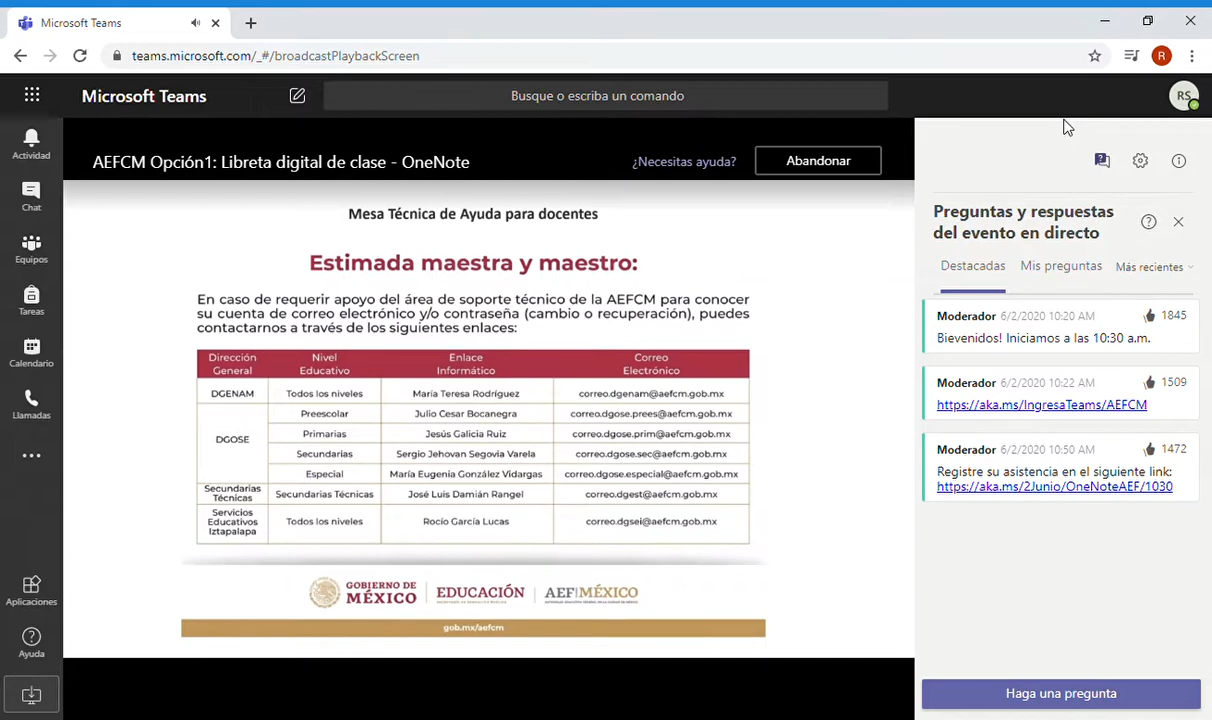 Microsoft Teams
teams.microsoft.com/_#/broadcastPlaybackScreen
R
Microsoft Teams
Busque o escriba un comando
RS
Actividad
Chat
Equipos
Tareas
Calendario
Llamadas
Aplicaciones
Ayuda
AEFCM Opción1: Libreta digital de clase - OneNote
¿Necesitas ayuda?
Abandonar
Mesa Técnica de Ayuda para docentes
Estimada maestra y maestro:
En caso de requerir apoyo del área de soporte técnico de la AEFCM para conocer
su cuenta de correo electrónico y/o contraseña (cambio o recuperación), puedes
contactarnos a través de los siguientes enlaces:
Dirección General Nivel Educativo Enlace Informático Correo Electrónico
DGENAM Todos los niveles María Teresa Rodríguez correo.dgenam@aefcm.gob.mx
DGOSE Preescolar Julio Cesar Bocanegra correo.dgose.prees@aefcm.gob.mx
Primarias Jesús Galicia Ruiz correo.dgose.prim@aefcm.gob.mx
Secundarias Sergio Jehovan Segovia Varela correo.dgose.sec@aefcm.gob.mx
Especial María Eugenia González Vidargas correo.dgose.especial@aefcm.gob.mx
Secundarias Técnicas Secundarias Técnicas José Luis Damián Rangel correo.dgest@aefcm.gob.mx
Servicios Educativos Iztapalapa Todos los niveles Rocío García Lucas correo.dgsei@aefcm.gob.mx
GOBIERNO DE MÉXICO
EDUCACIÓN
AEFMÉXICO
gob.mx/aefcm
Preguntas y respuestas
del evento en directo
Destacadas Mis preguntas Más recientes
Moderador 6/2/2020 10:20 AM 1845
Bievenidos! Iniciamos a las 10:30 a.m.
Moderador 6/2/2020 10:22 AM 1509
https://aka.ms/IngresaTeams/AEFCM
Moderador 6/2/2020 10:50 AM 1472
Registre su asistencia en el siguiente link:
https://aka.ms/2Junio/OneNoteAEF/1030
Haga una pregunta